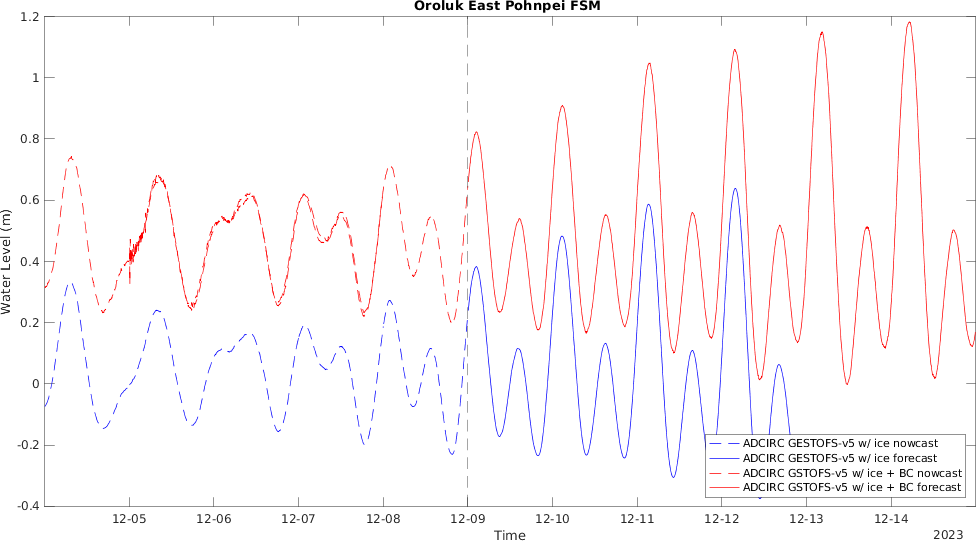 Oroluk East Pohnpei FSM
1.2
1
0.8
0.6
0.4
0.2
0
-0.2
-0.4
Water Level (m)
ADCIRC GESTOFS-v5 w/ ice nowcast
ADCIRC GESTOFS-v5 w/ ice forecast
ADCIRC GSTOFS-v5 w/ ice + BC nowcast
ADCIRC GSTOFS-v5 w/ ice + BC forecast
12-05 12-06 12-07 12-08 12-09 12-10 12-11 12-12 12-13 12-14
Time
2023